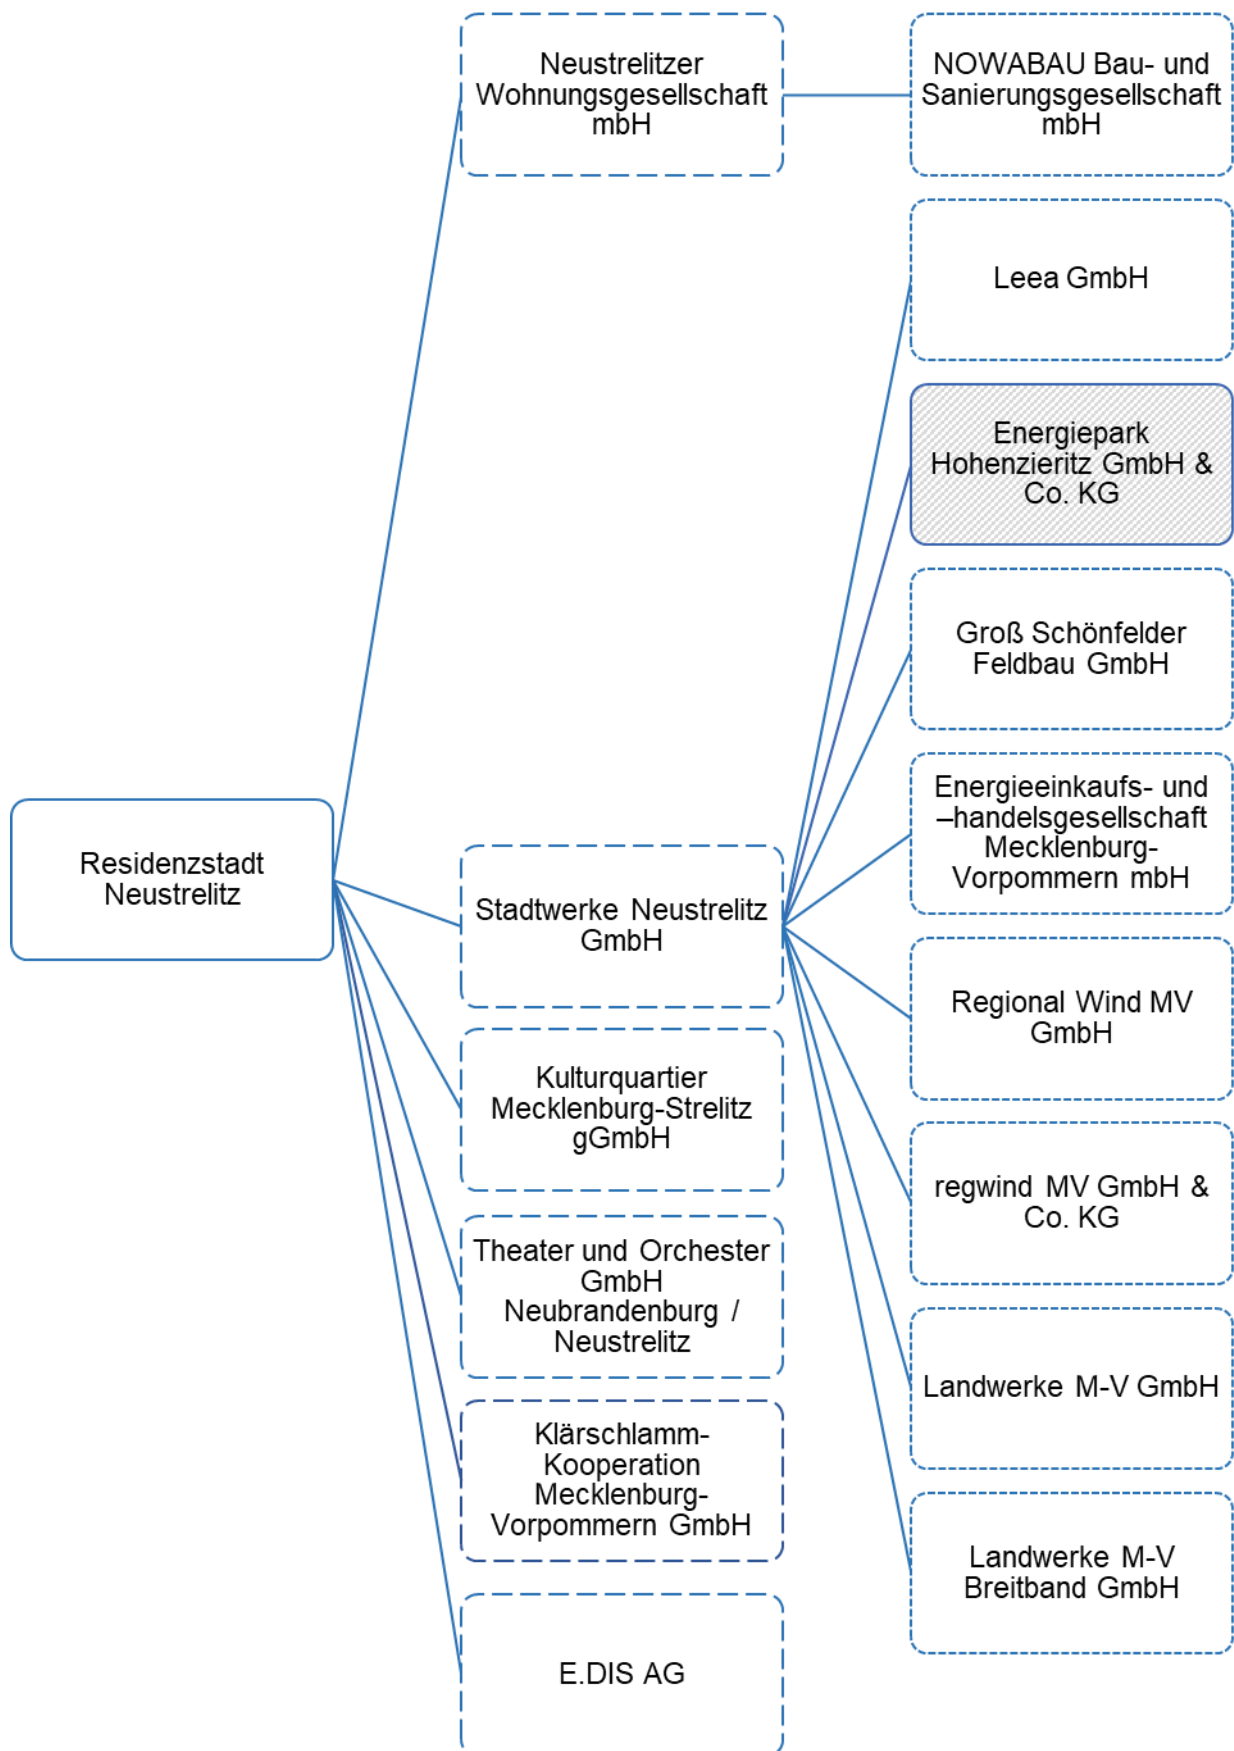 Neustrelitzer
Wohnungsgesellschaft
mbH
NOWABAU Bau- und
Sanierungsgesellschaft
mbH
Leea GmbH
Energiepark
Hohenzieritz GmbH &
Co. KG
Groß Schönfelder
Feldbau GmbH
Energieeinkaufs- und
–handelsgesellschaft
Mecklenburg-
Vorpommern mbH
Residenzstadt
Neustrelitz
Stadtwerke Neustrelitz
GmbH
Regional Wind MV
GmbH
Kulturquartier
Mecklenburg-Strelitz
gGmbH
regwind MV GmbH &
Co. KG
Theater und Orchester
GmbH
Neubrandenburg /
Neustrelitz
Landwerke M-V GmbH
Klärschlamm-
Kooperation
Mecklenburg-
Vorpommern GmbH
Landwerke M-V
Breitband GmbH
E.DIS AG